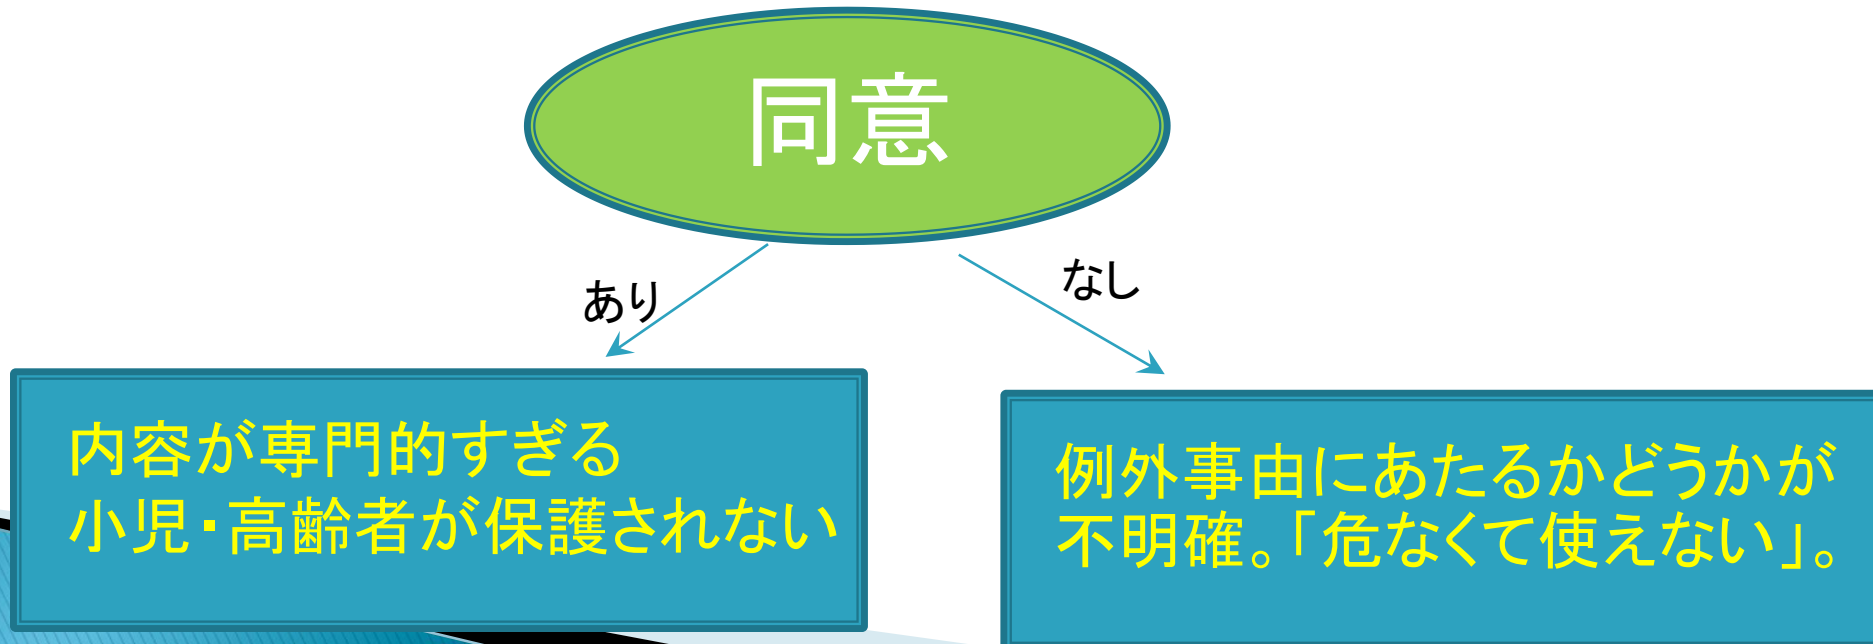 同意
あり
なし
内容が専門的すぎる
小児・高齢者が保護されない
例外事由にあたるかどうかが
不明確。「危なくて使えない」。